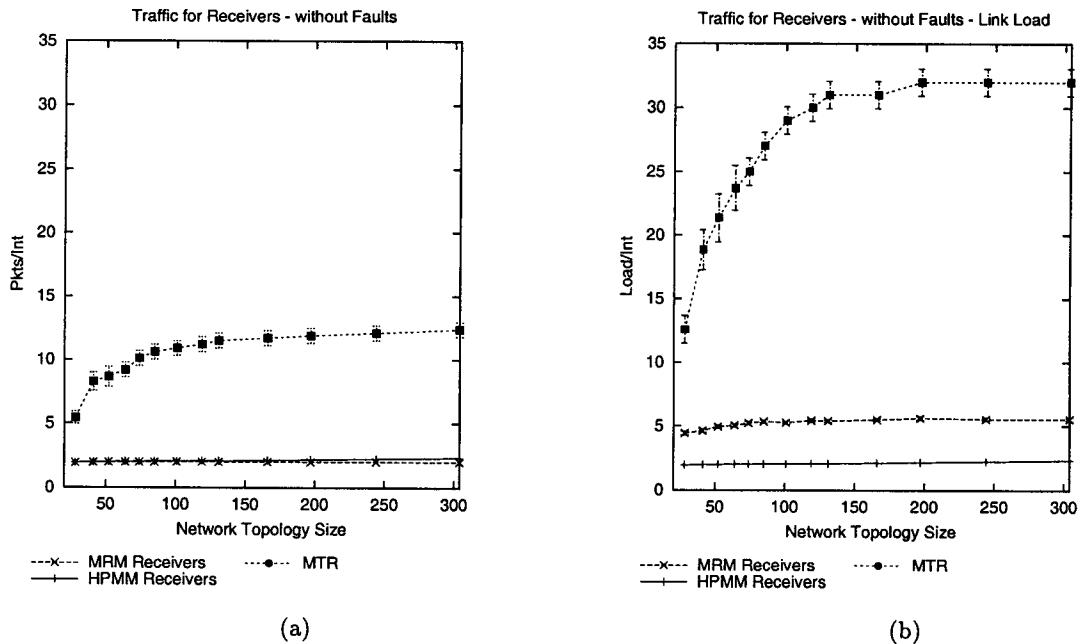 Traffic for Receivers - without Faults
35
30
25
20
15
10
5
0
Pkts/Int
50 100 150 200 250 300
Network Topology Size
MRM Receivers
HPMM Receivers
MTR
(a)
Traffic for Receivers - without Faults - Link Load
35
30
25
20
15
10
5
0
Load/Int
50 100 150 200 250 300
Network Topology Size
MRM Receivers
HPMM Receivers
MTR
(b)